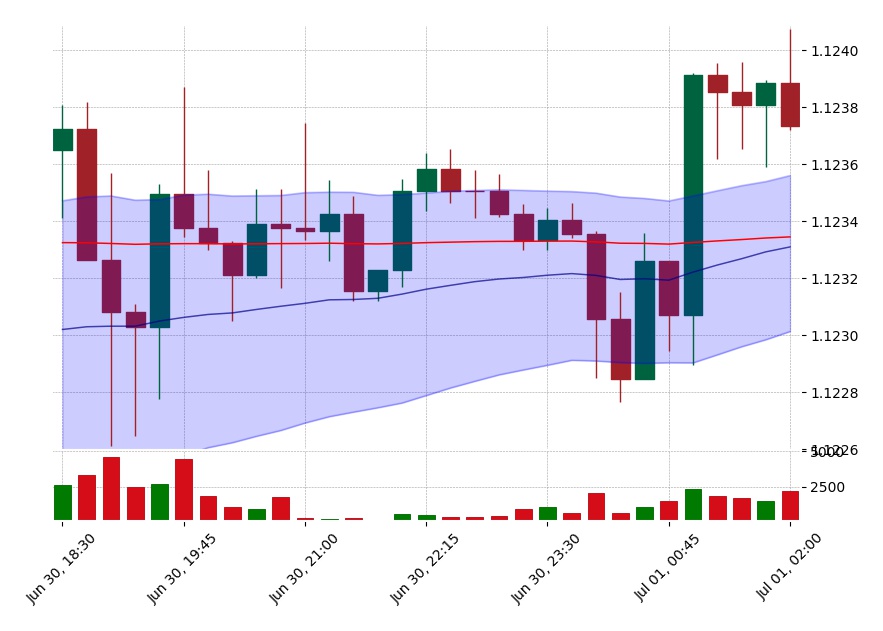 1.1240
1.1238
1.1236
1.1234
1.1232
1.1230
1.1228
1.1226
5000
2500
Jun 30, 18:30
Jun 30, 19:45
Jun 30, 21:00
Jun 30, 22:15
Jun 30, 23:30
Jul 01, 00:45
Jul 01, 02:00